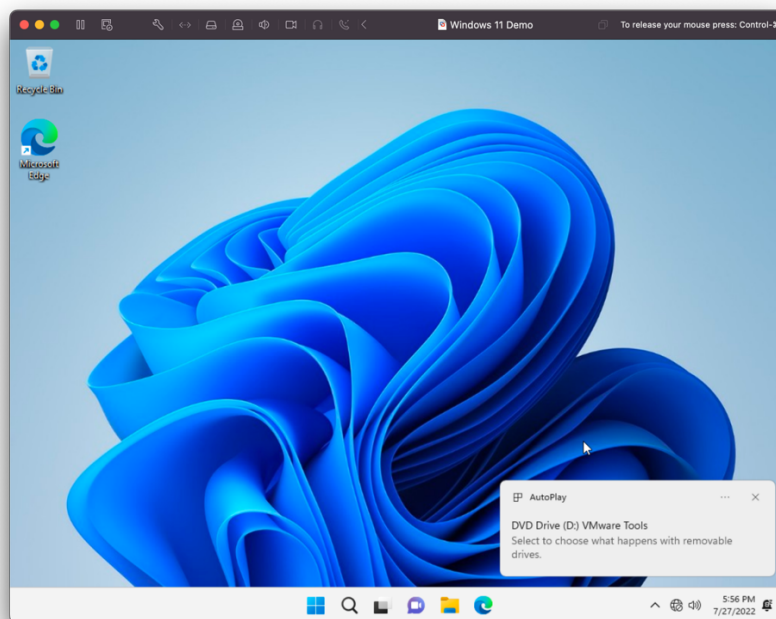 Windows 11 Demo
To release your mouse press: Control-⌘
Recycle Bin
Microsoft
Edge
AutoPlay
DVD Drive (D:) VMware Tools
Select to choose what happens with removable
drives.
5:56 PM
7/27/2022